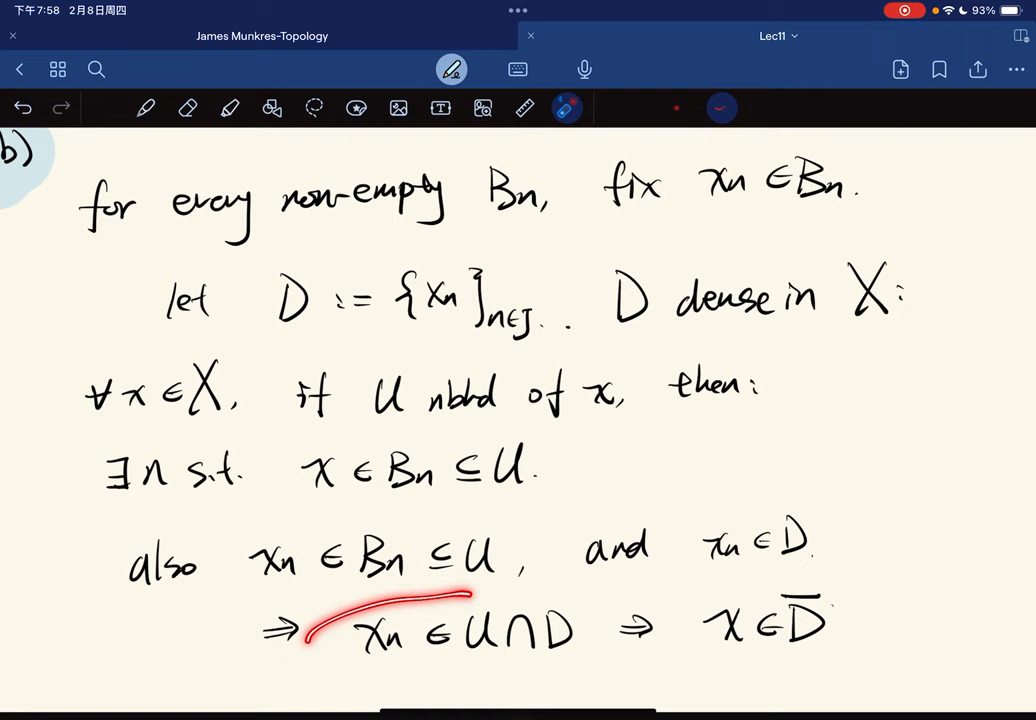 下午7:58 2月8日周四
93%
James Munkres-Topology
Lec11
b)
for every non-empty Bn, fix xn ∈ Bn.
let D := {xn}n∈J. . D dense in X:
∀x ∈ X, if U nbhd of x, then:
∃n s.t. x ∈ Bn ⊆ U.
also xn ∈ Bn ⊆ U, and xn ∈ D.
⇒ xn ∈ U∩D ⇒ x ∈ D̅